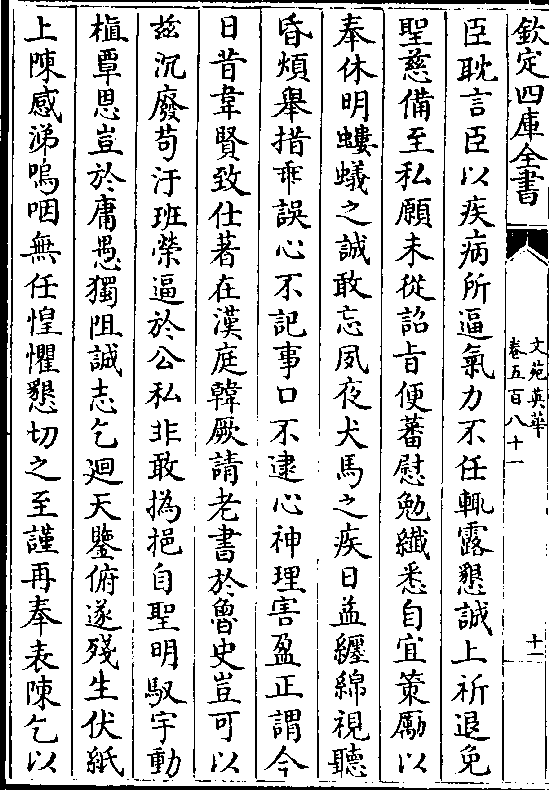 欽定四庫全書
文苑英華
卷五百八十一
十一
臣耽言臣以疾病所逼氣力不任輒露懇誠上祈退免
聖慈備至私願未從詔旨便蕃慰勉纖悉自宜策勵以
奉休明螻蟻之誠敢忘夙夜犬馬之疾日益纏綿視聽
昏煩舉措乖誤心不記事口不逮心神理害盈正謂今
日昔韋賢致仕著在漢庭韓厥請老書於魯史豈可以
兹沉廢茍汙班榮逼於公私非敢撝挹自聖明馭宇動
植覃恩豈於庸愚獨阻誠志乞迴天鑒俯遂殘生伏紙
上陳感涕嗚咽無任惶懼懇切之至謹再奉表陳乞以